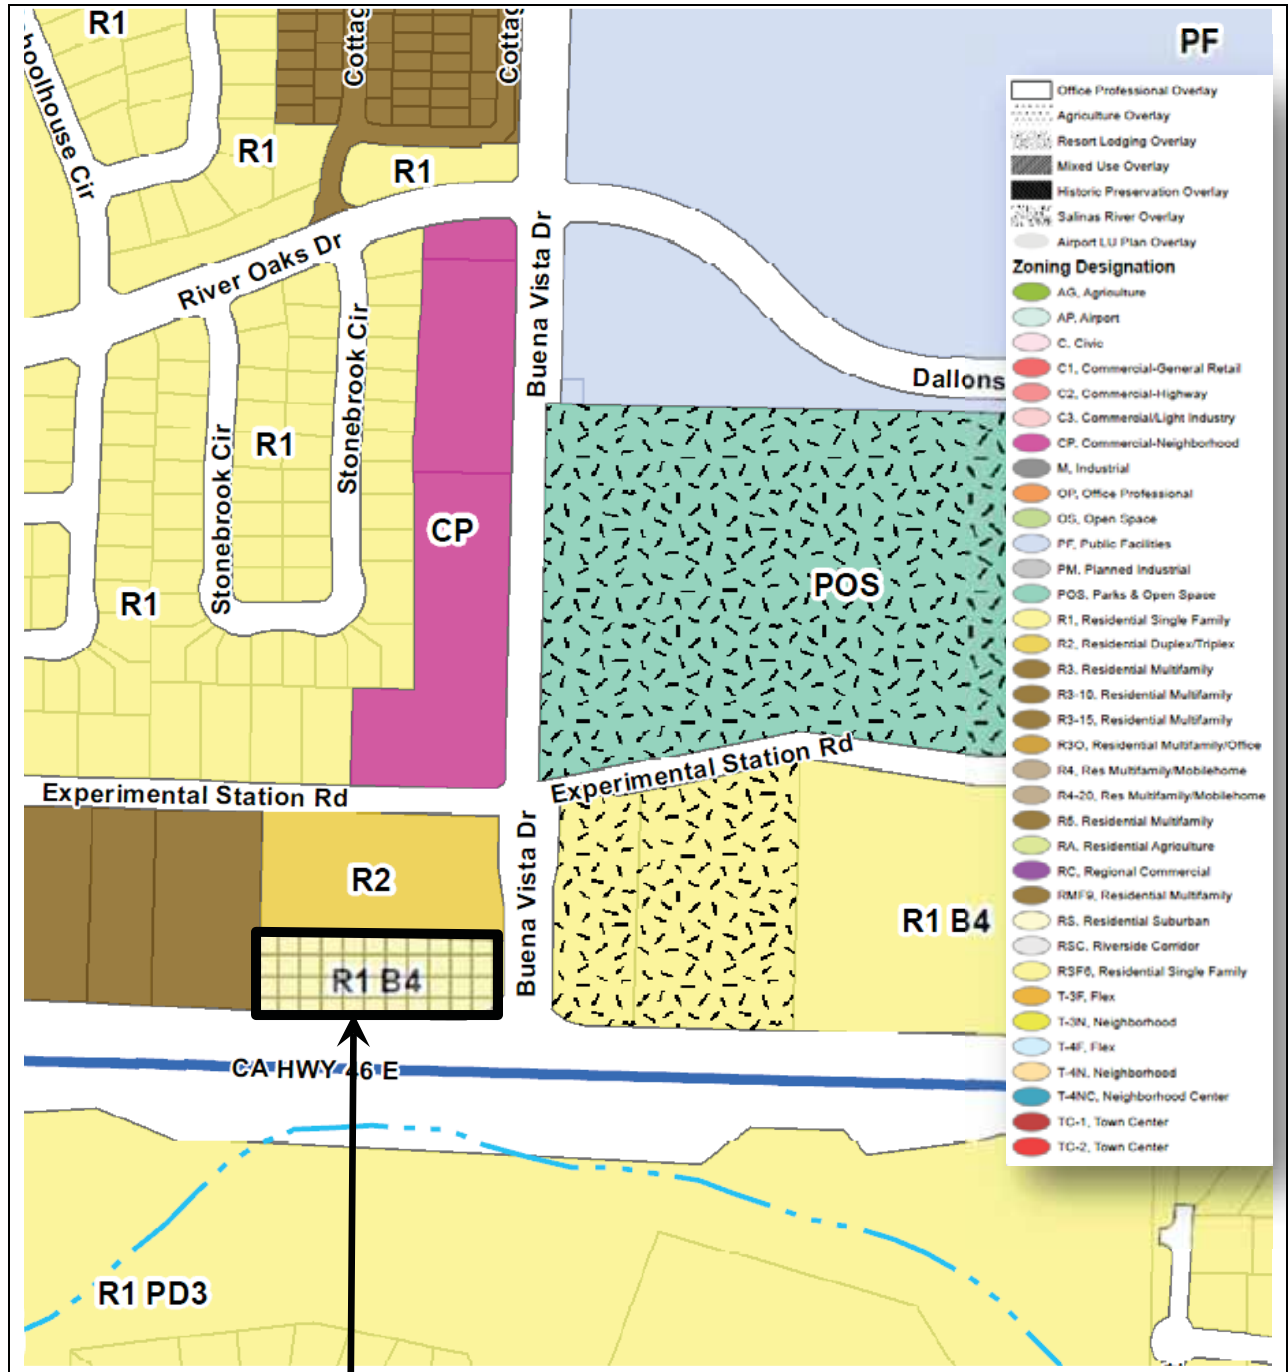 R1
PF
hoolhouse Cir
Cottag
Cottag
R1
R1
River Oaks Dr
Buena Vista Dr
Stonebrook Cir
Stonebrook Cir
R1
Dallons
CP
POS
R1
Experimental Station Rd
Experimental Station Rd
Buena Vista Dr
R2
R1 B4
R1 B4
CA HWY 46 E
R1 PD3
Office Professional Overlay
Agriculture Overlay
Resort Lodging Overlay
Mixed Use Overlay
Historic Preservation Overlay
Salinas River Overlay
Airport LU Plan Overlay
Zoning Designation
AG, Agriculture
AP, Airport
C, Civic
C1, Commercial-General Retail
C2, Commercial-Highway
C3, Commercial/Light Industry
CP, Commercial-Neighborhood
M, Industrial
OP, Office Professional
OS, Open Space
PF, Public Facilities
PM, Planned Industrial
POS, Parks & Open Space
R1, Residential Single Family
R2, Residential Duplex/Triplex
R3, Residential Multifamily
R3-10, Residential Multifamily
R3-15, Residential Multifamily
R3O, Residential Multifamily/Office
R4, Res Multifamily/Mobilehome
R4-20, Res Multifamily/Mobilehome
R5, Residential Multifamily
RA, Residential Agriculture
RC, Regional Commercial
RMF9, Residential Multifamily
RS, Residential Suburban
RSC, Riverside Corridor
RSF6, Residential Single Family
T-3F, Flex
T-3N, Neighborhood
T-4F, Flex
T-4N, Neighborhood
T-4NC, Neighborhood Center
TC-1, Town Center
TC-2, Town Center